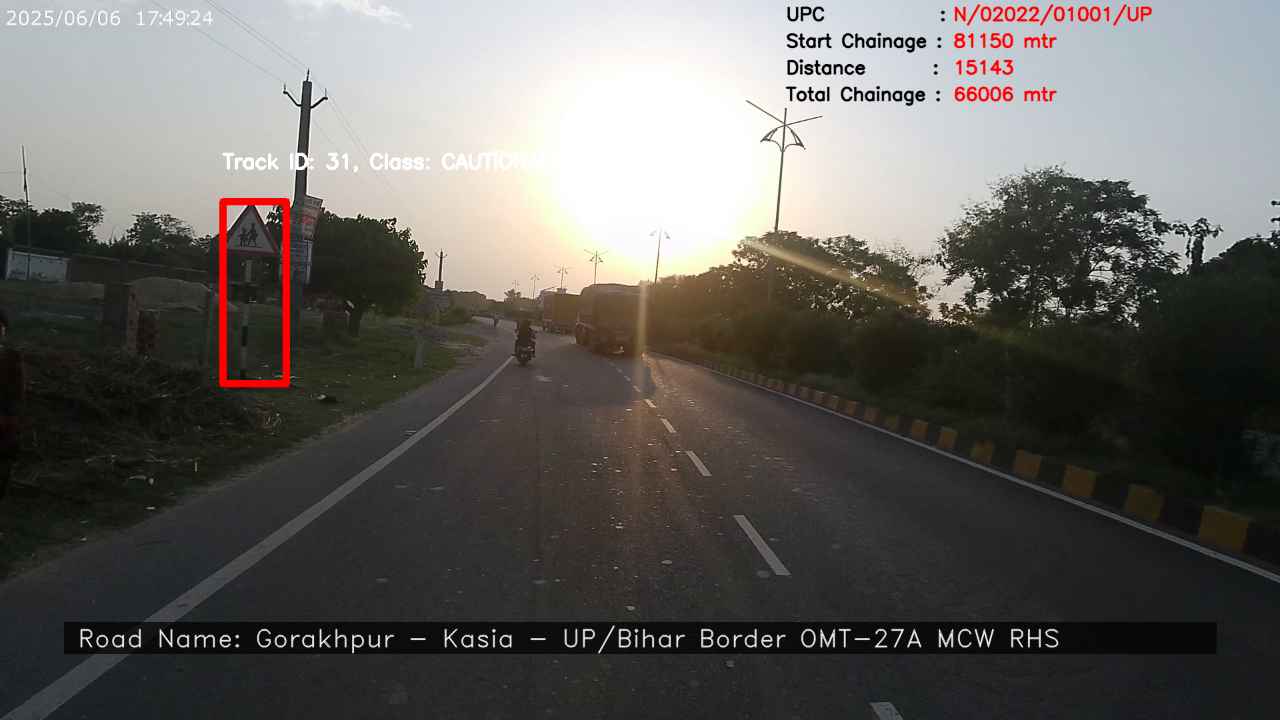 2025/06/06 17:49:24
UPC : N/02022/01001/UP
Start Chainage : 81150 mtr
Distance : 15143
Total Chainage : 66006 mtr
Track ID: 31, Class: CAUTIONARY
Road Name: Gorakhpur - Kasia - UP/Bihar Border OMT-27A MCW RHS